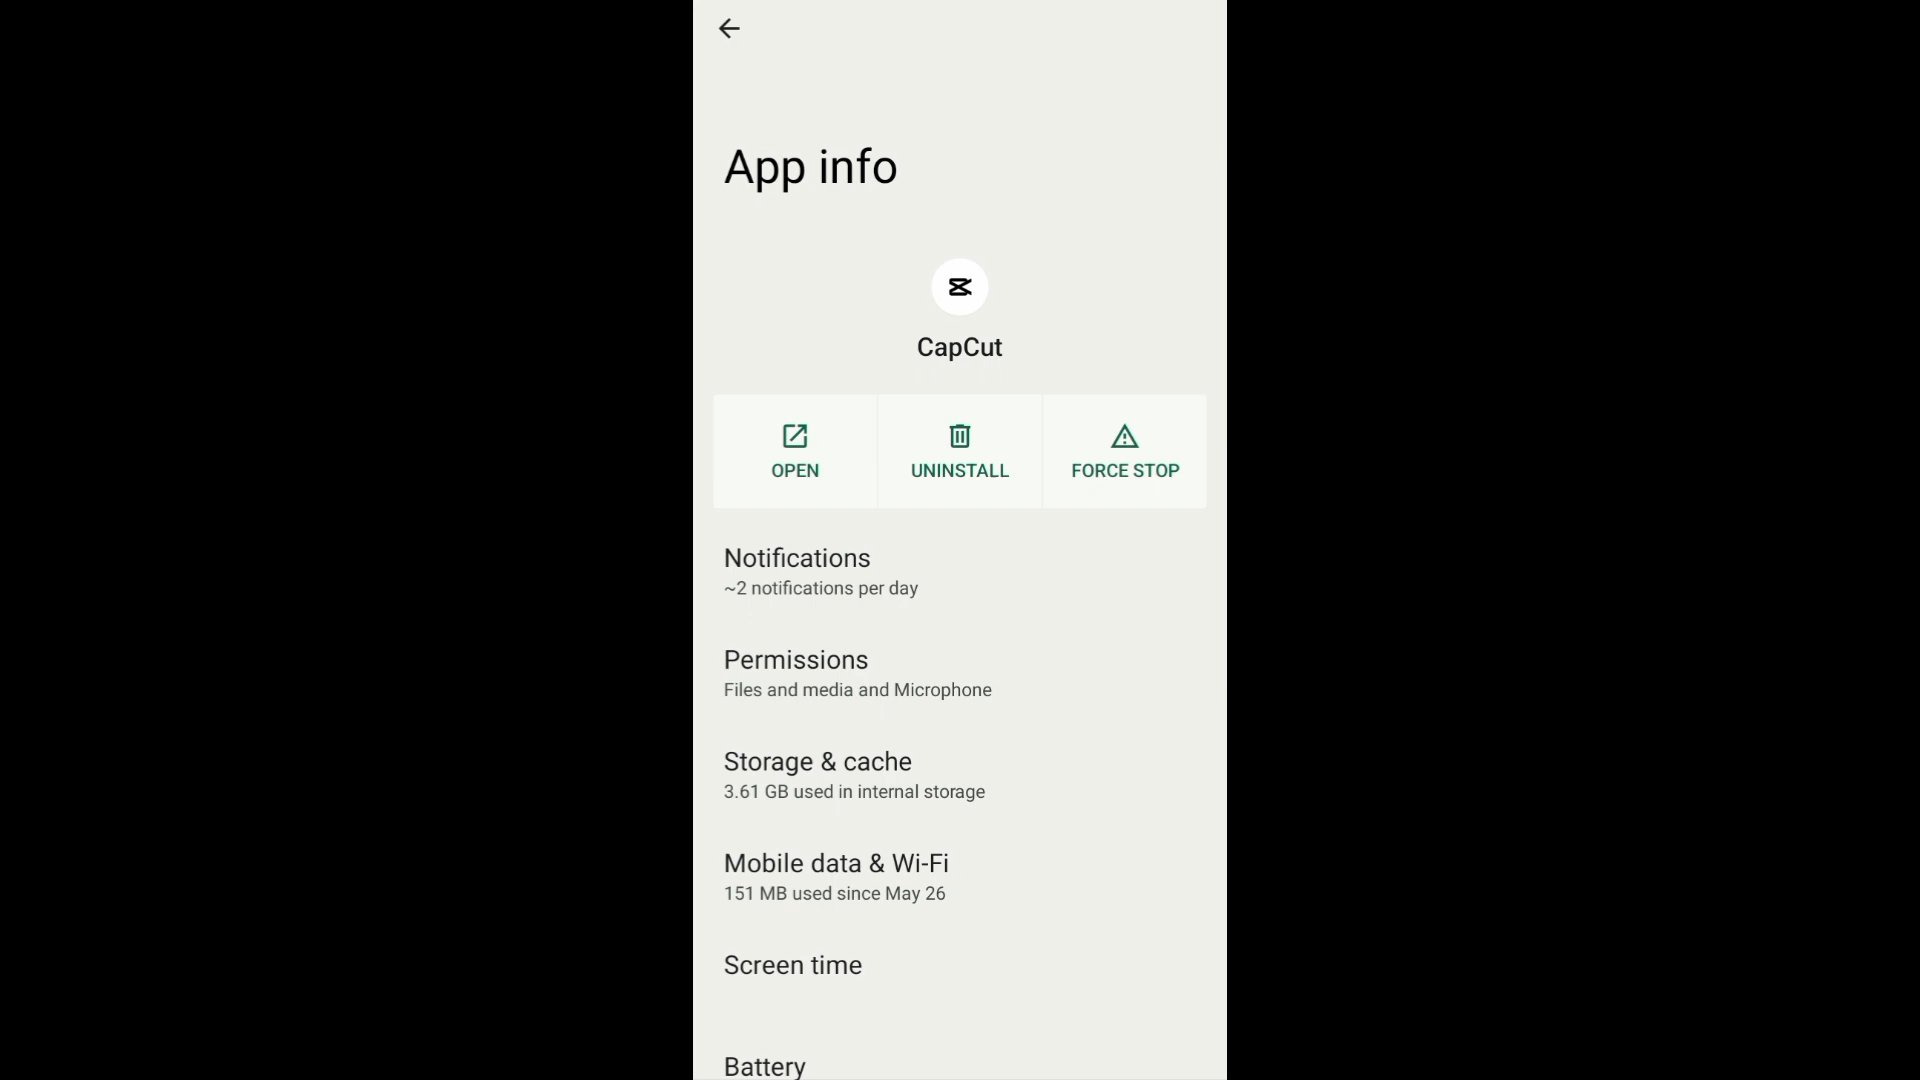 App info
CapCut
OPEN
UNINSTALL
FORCE STOP
Notifications
~2 notifications per day
Permissions
Files and media and Microphone
Storage & cache
3.61 GB used in internal storage
Mobile data & Wi-Fi
151 MB used since May 26
Screen time
Battery